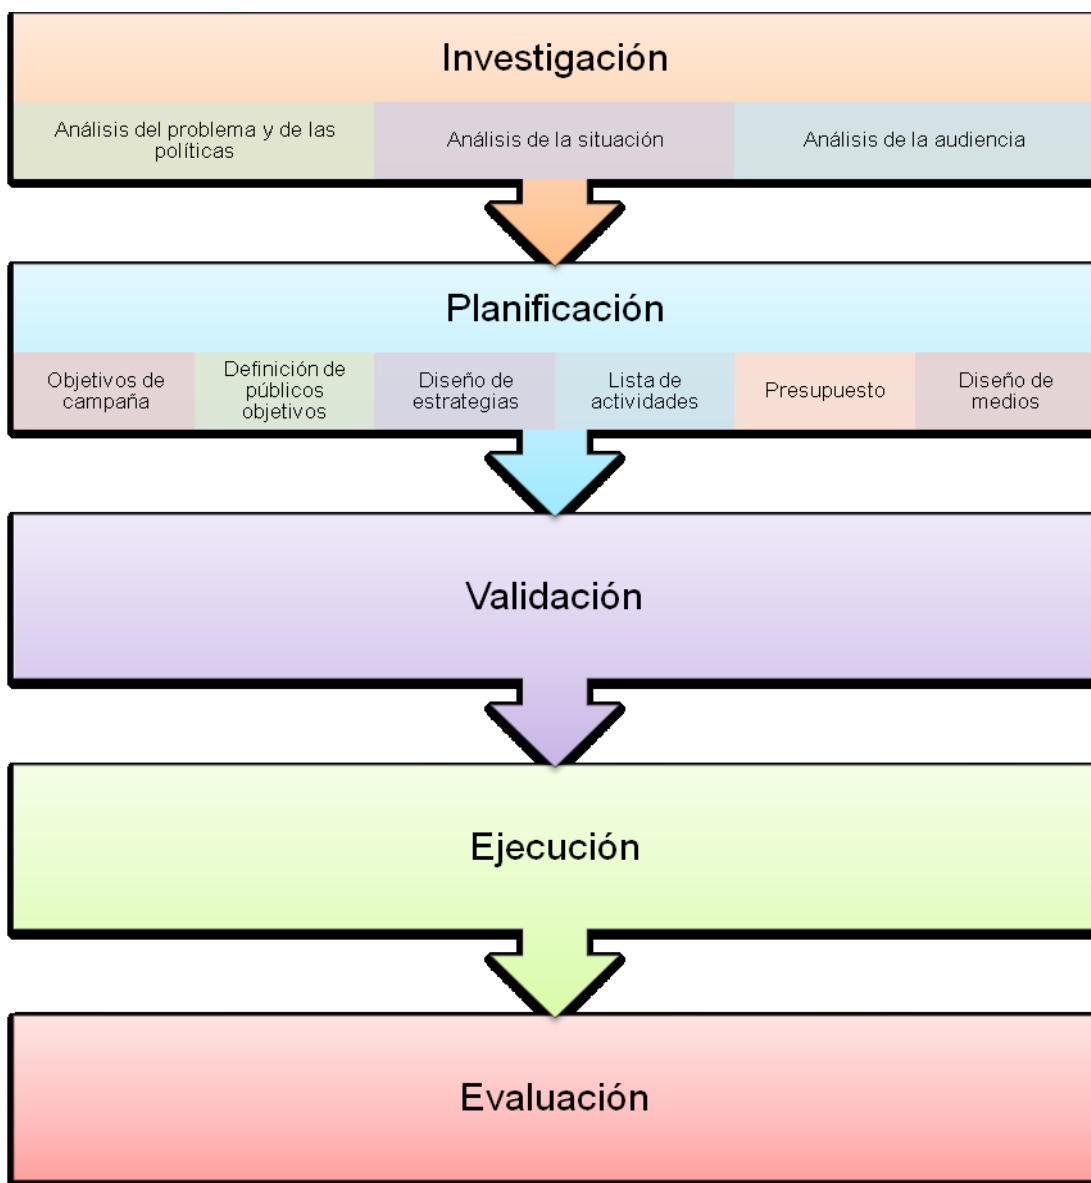 Investigación
Análisis del problema y de las
políticas
Análisis de la situación
Análisis de la audiencia
Planificación
Objetivos de
campaña
Definición de
públicos
objetivos
Diseño de
estrategias
Lista de
actividades
Presupuesto
Diseño de
medios
Validación
Ejecución
Evaluación